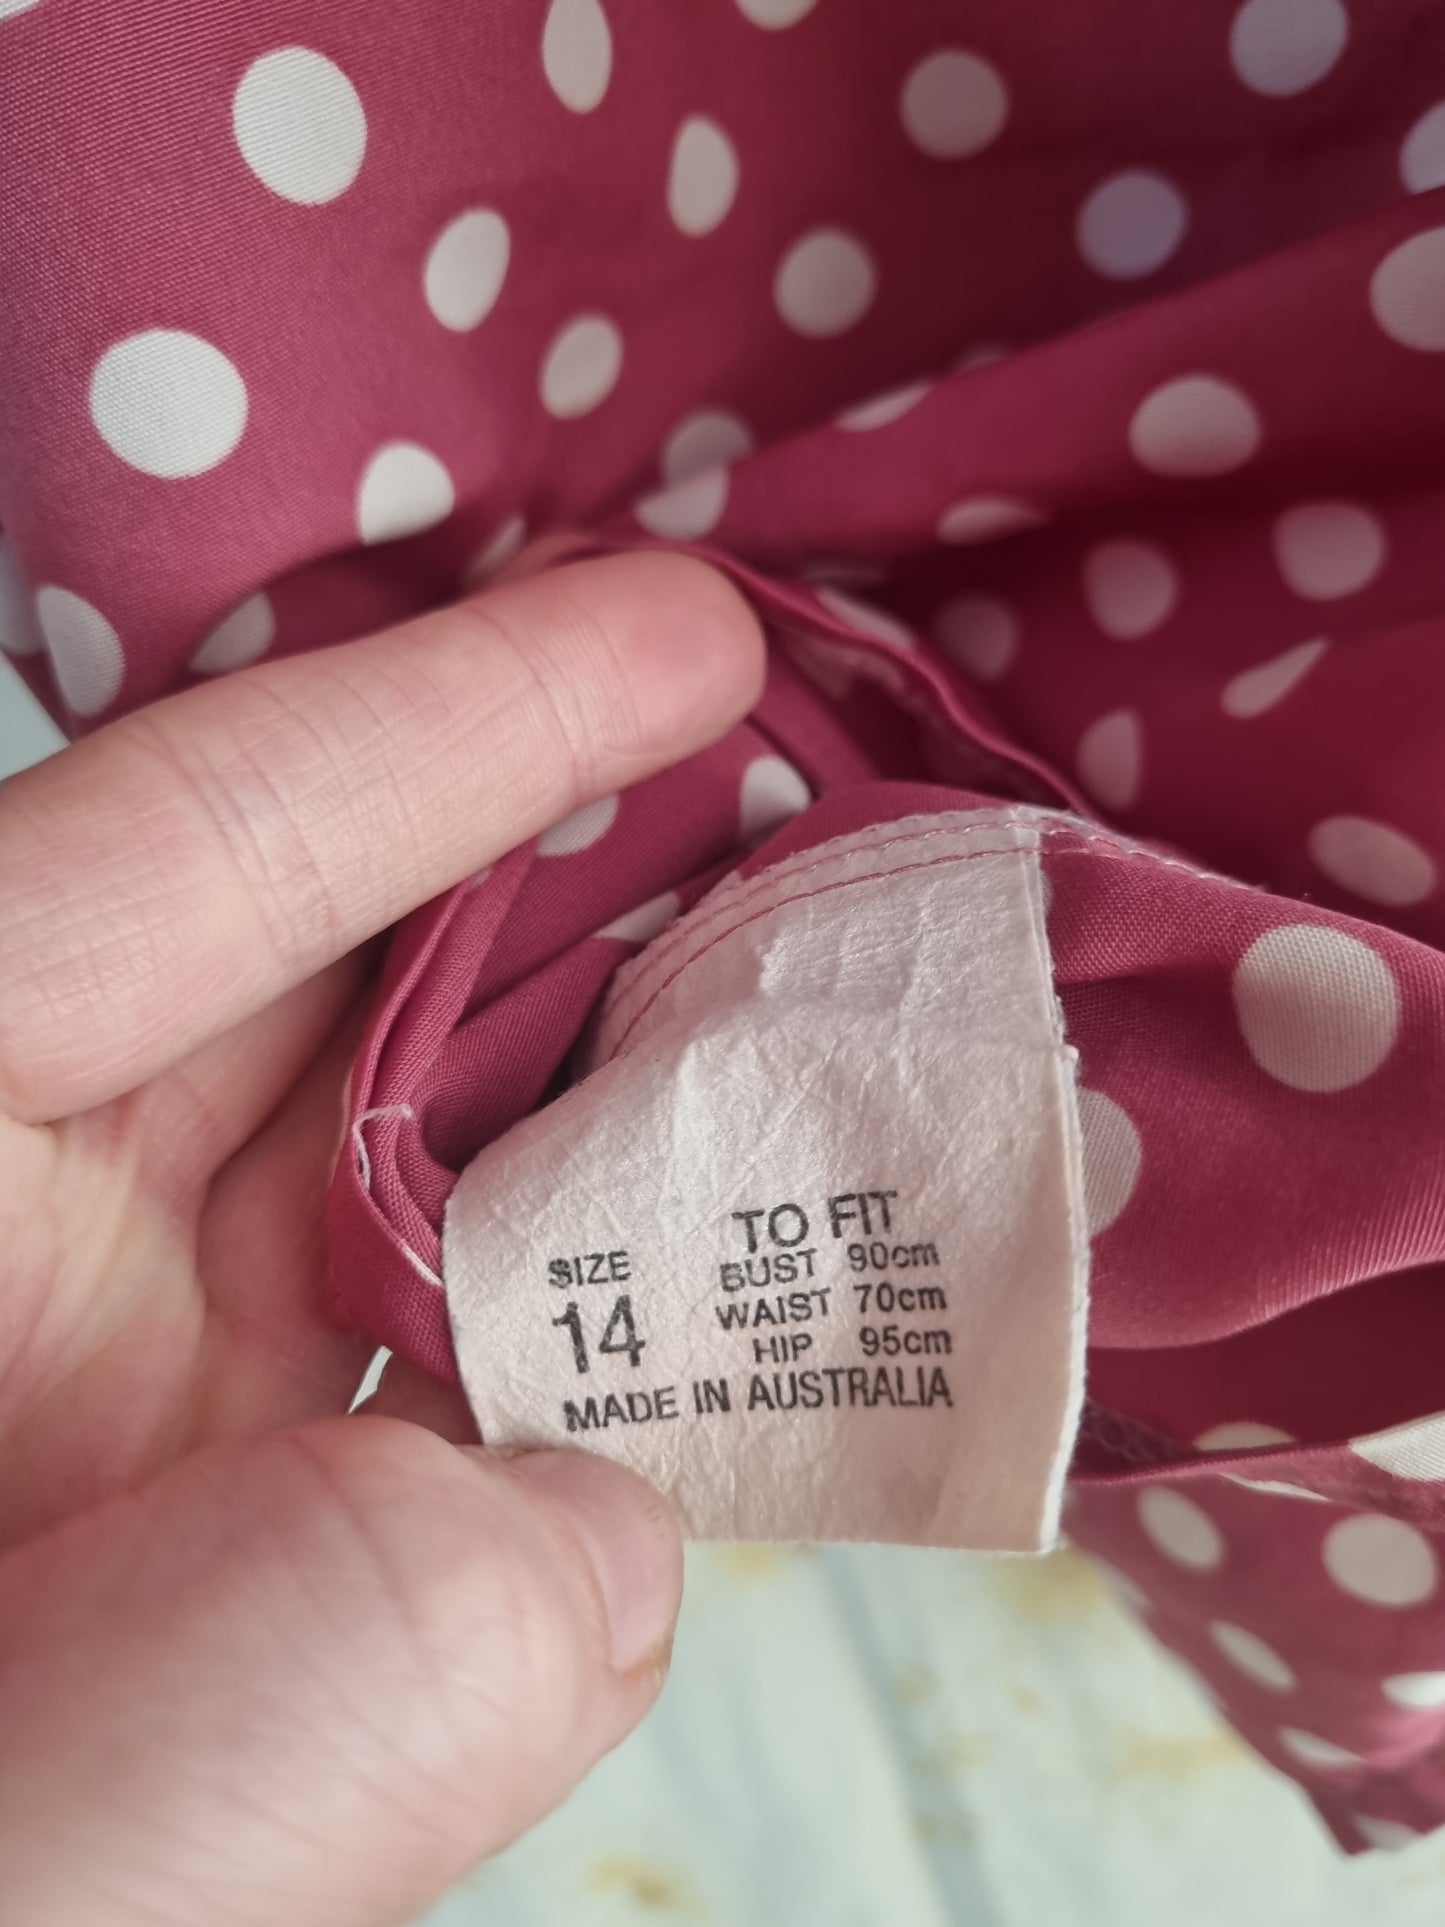 TO FIT
SIZE BUST 90cm
14 WAIST 70cm
HIP 95cm
MADE IN AUSTRALIA